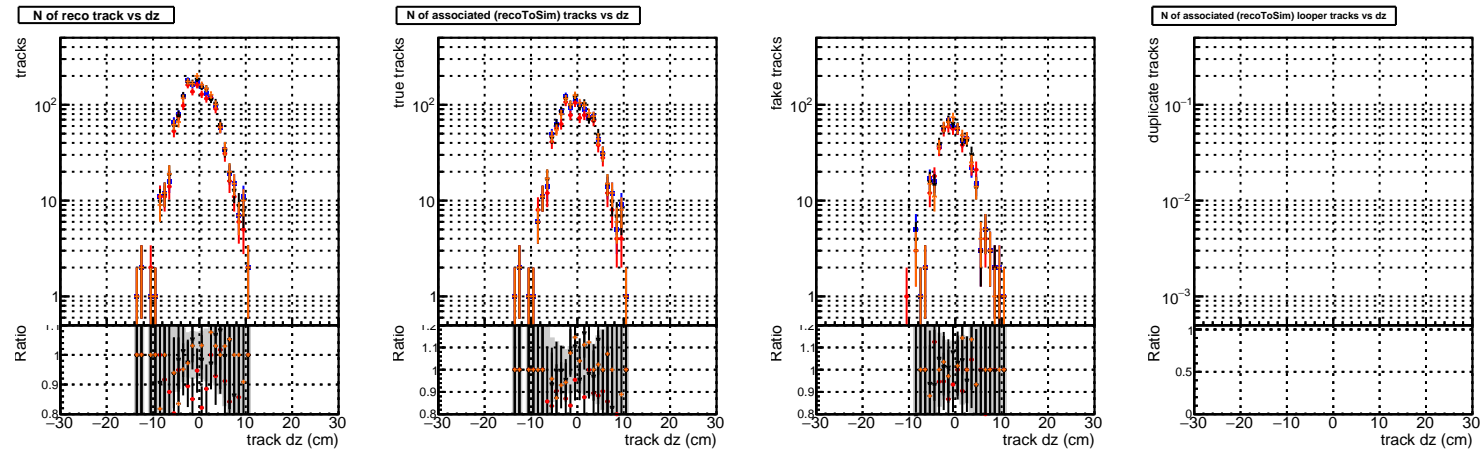 N of reco track vs dz
tracks
10²
10
1
Ratio
1
0.9
0.8
−30 −20 −10 0 10 20 30
track dz (cm)
N of associated (recoToSim) tracks vs dz
true tracks
10²
10
1
Ratio
1.2
1.1
1
0.9
0.8
−30 −20 −10 0 10 20 30
track dz (cm)
fake tracks
10²
10
1
Ratio
1.2
1.1
1
0.9
0.8
−30 −20 −10 0 10 20 30
track dz (cm)
N of associated (recoToSim) looper tracks vs dz
duplicate tracks
10⁻¹
10⁻²
10⁻³
Ratio
1
0.5
0
−30 −20 −10 0 10 20 30
track dz (cm)